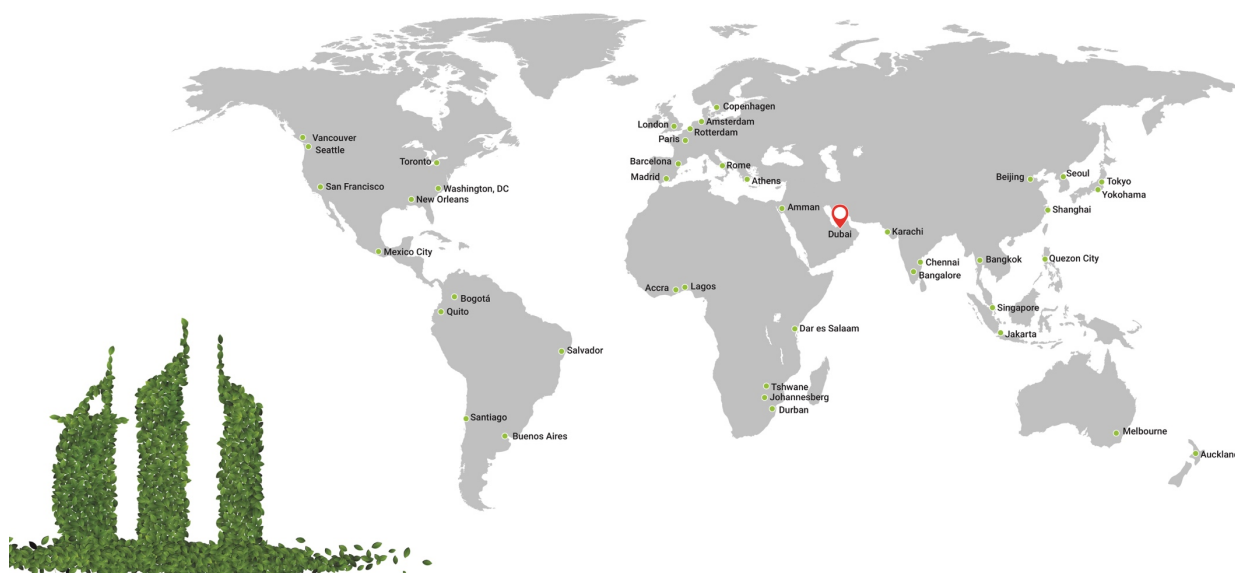 Copenhagen
London
Amsterdam
Rotterdam
Paris
Vancouver
Seattle
Toronto
Barcelona
Rome
Madrid
Athens
San Francisco
Washington, DC
New Orleans
Beijing
Seoul
Tokyo
Yokohama
Amman
Shanghai
Dubai
Karachi
Mexico City
Chennai
Bangkok
Quezon City
Bangalore
Accra
Lagos
Bogotá
Quito
Singapore
Dar es Salaam
Jakarta
Salvador
Tshwane
Johannesberg
Durban
Santiago
Buenos Aires
Melbourne
Auckland